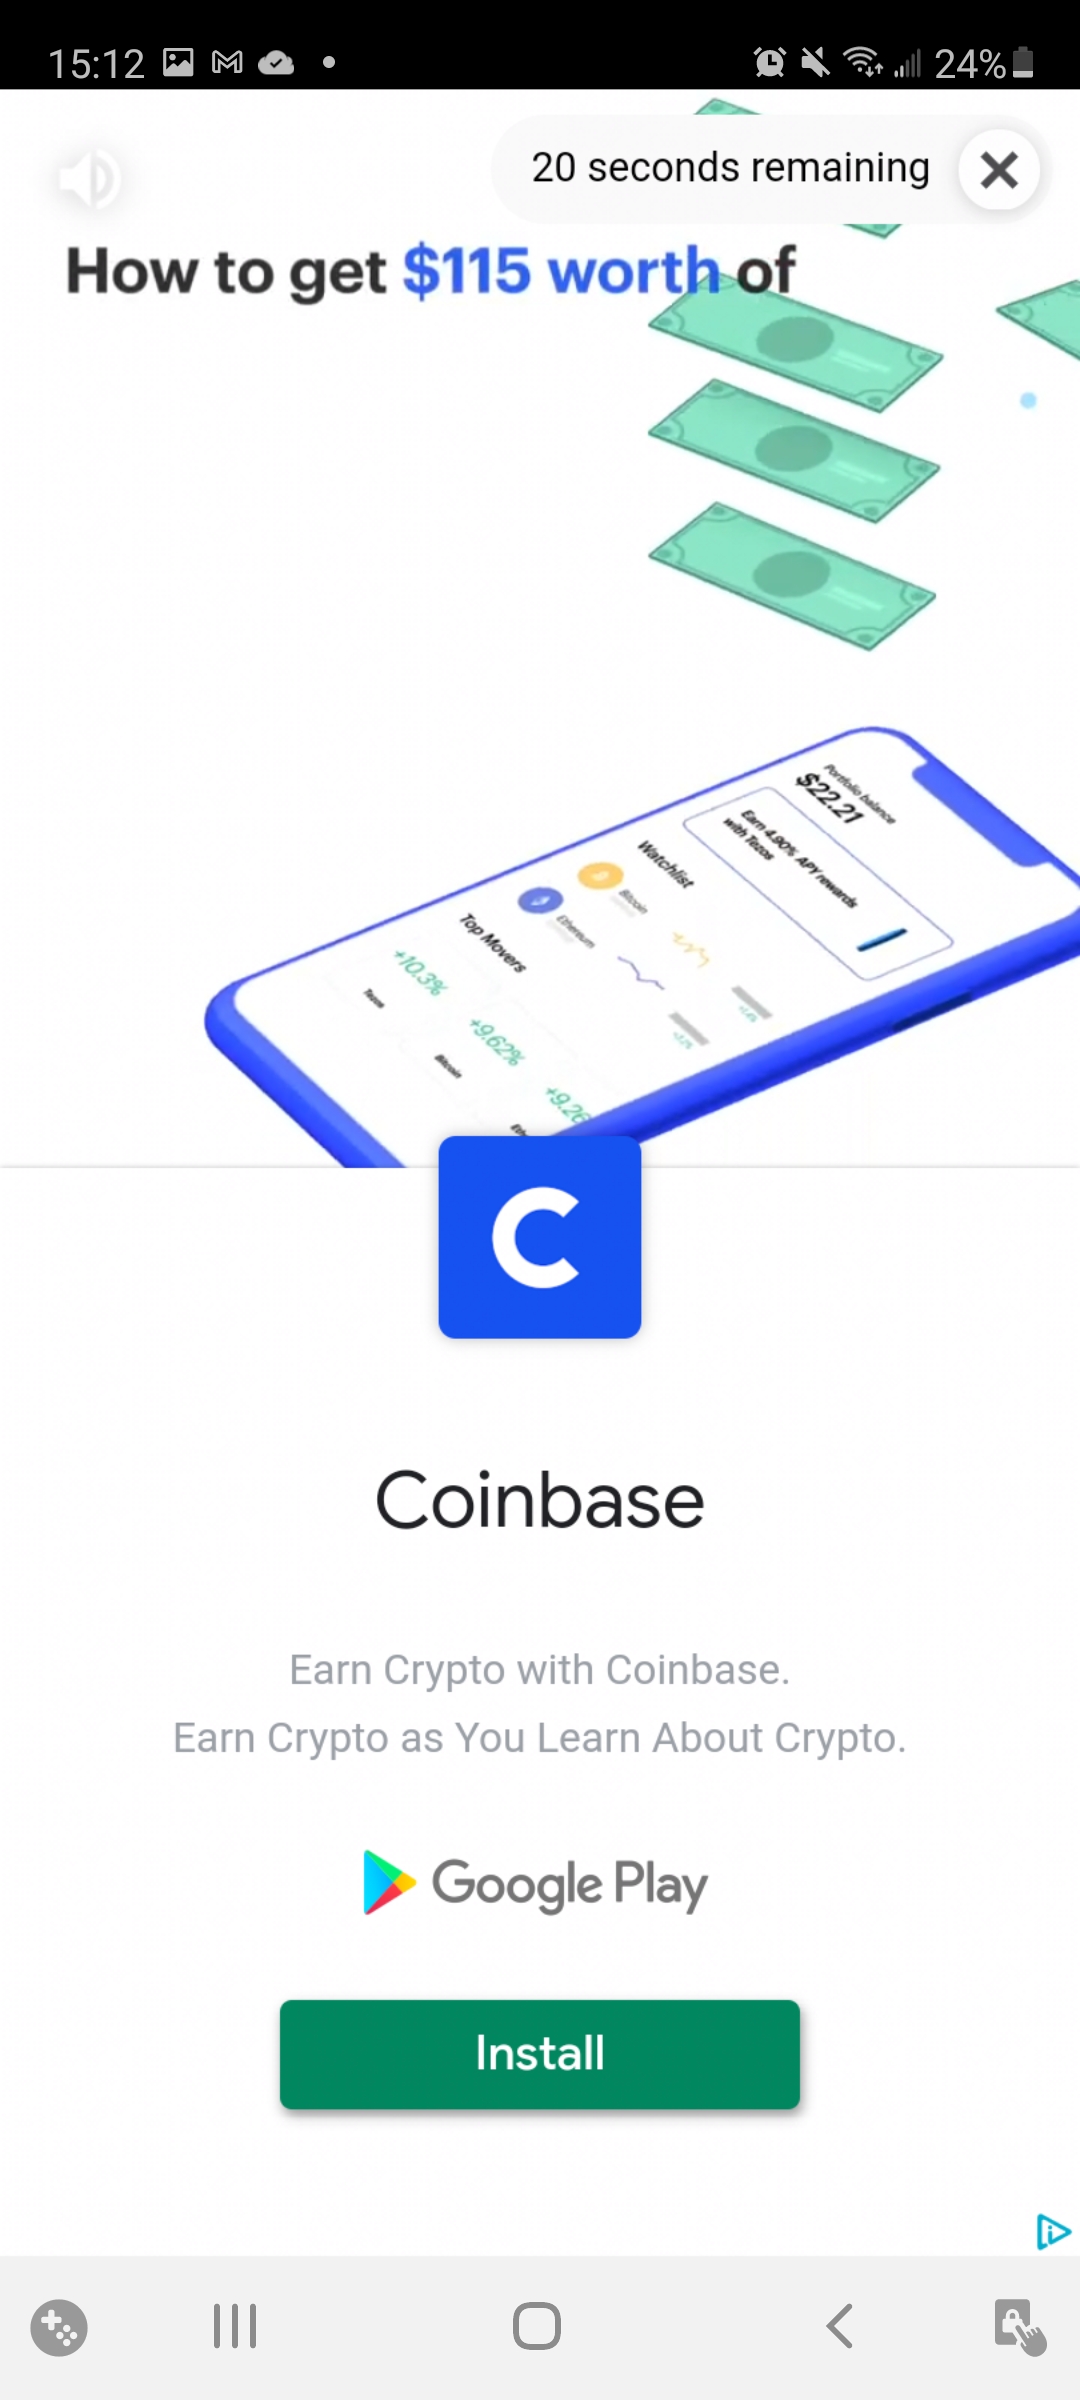 15:12
24%
20 seconds remaining
How to get $115 worth of
Portfolio balance
$22.21
Earn 4.90% APY rewards
with Tezos
Watchlist
Bitcoin
Ethereum
Top Movers
+10.3%
Tezos
+9.62%
Bitcoin
+9.26
Eth
C
Coinbase
Earn Crypto with Coinbase.
Earn Crypto as You Learn About Crypto.
Google Play
Install